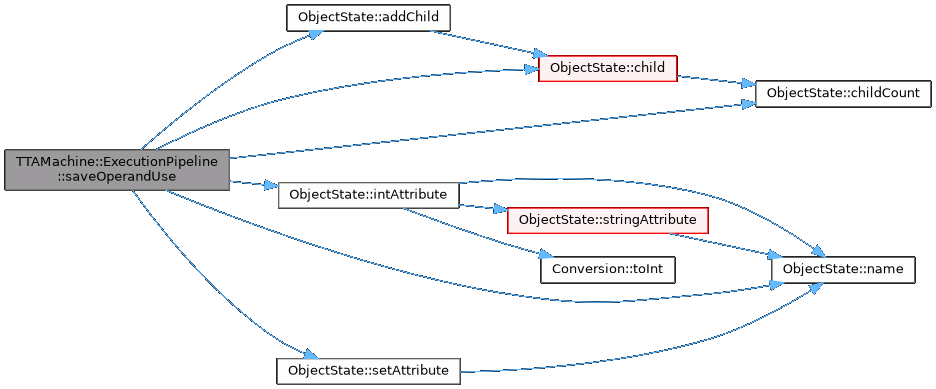 ObjectState::addChild
ObjectState::child
ObjectState::childCount
TTAMachine::ExecutionPipeline
::saveOperandUse
ObjectState::intAttribute
ObjectState::stringAttribute
Conversion::toInt
ObjectState::name
ObjectState::setAttribute